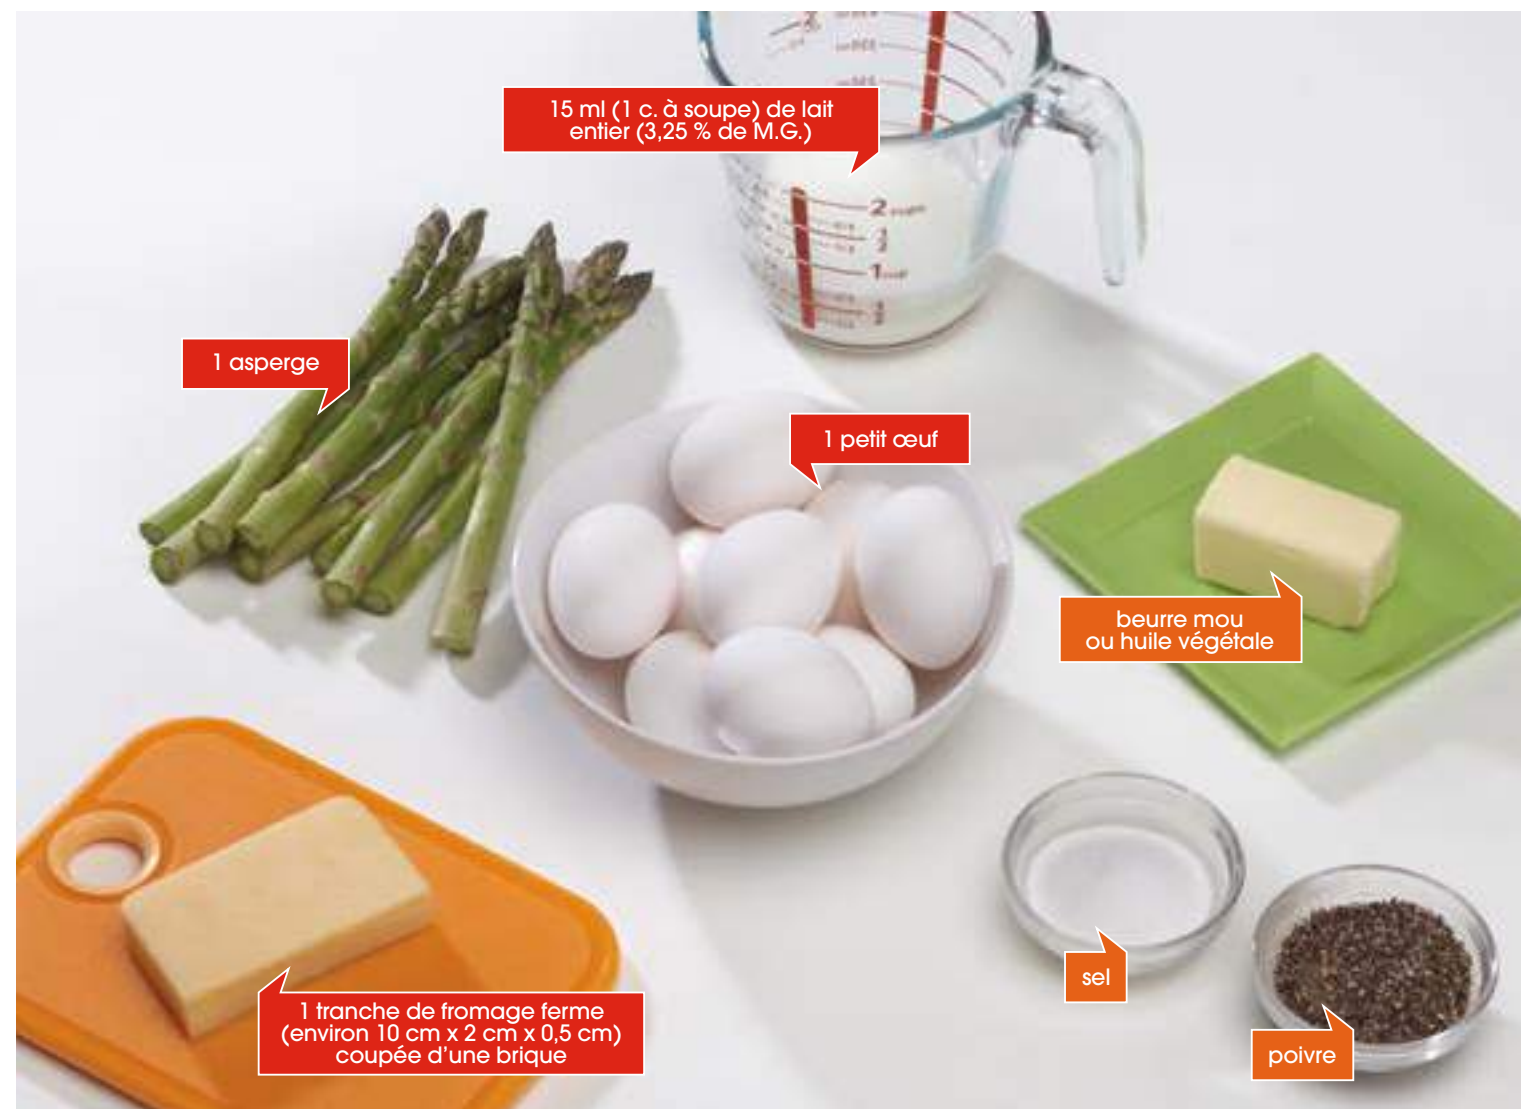 15 ml (1 c. à soupe) de lait
entier (3,25 % de M.G.)
2
1
2
1
1 asperge
1 petit œuf
beurre mou
ou huile végétale
sel
poivre
1 tranche de fromage ferme
(environ 10 cm x 2 cm x 0,5 cm)
coupée d'une brique